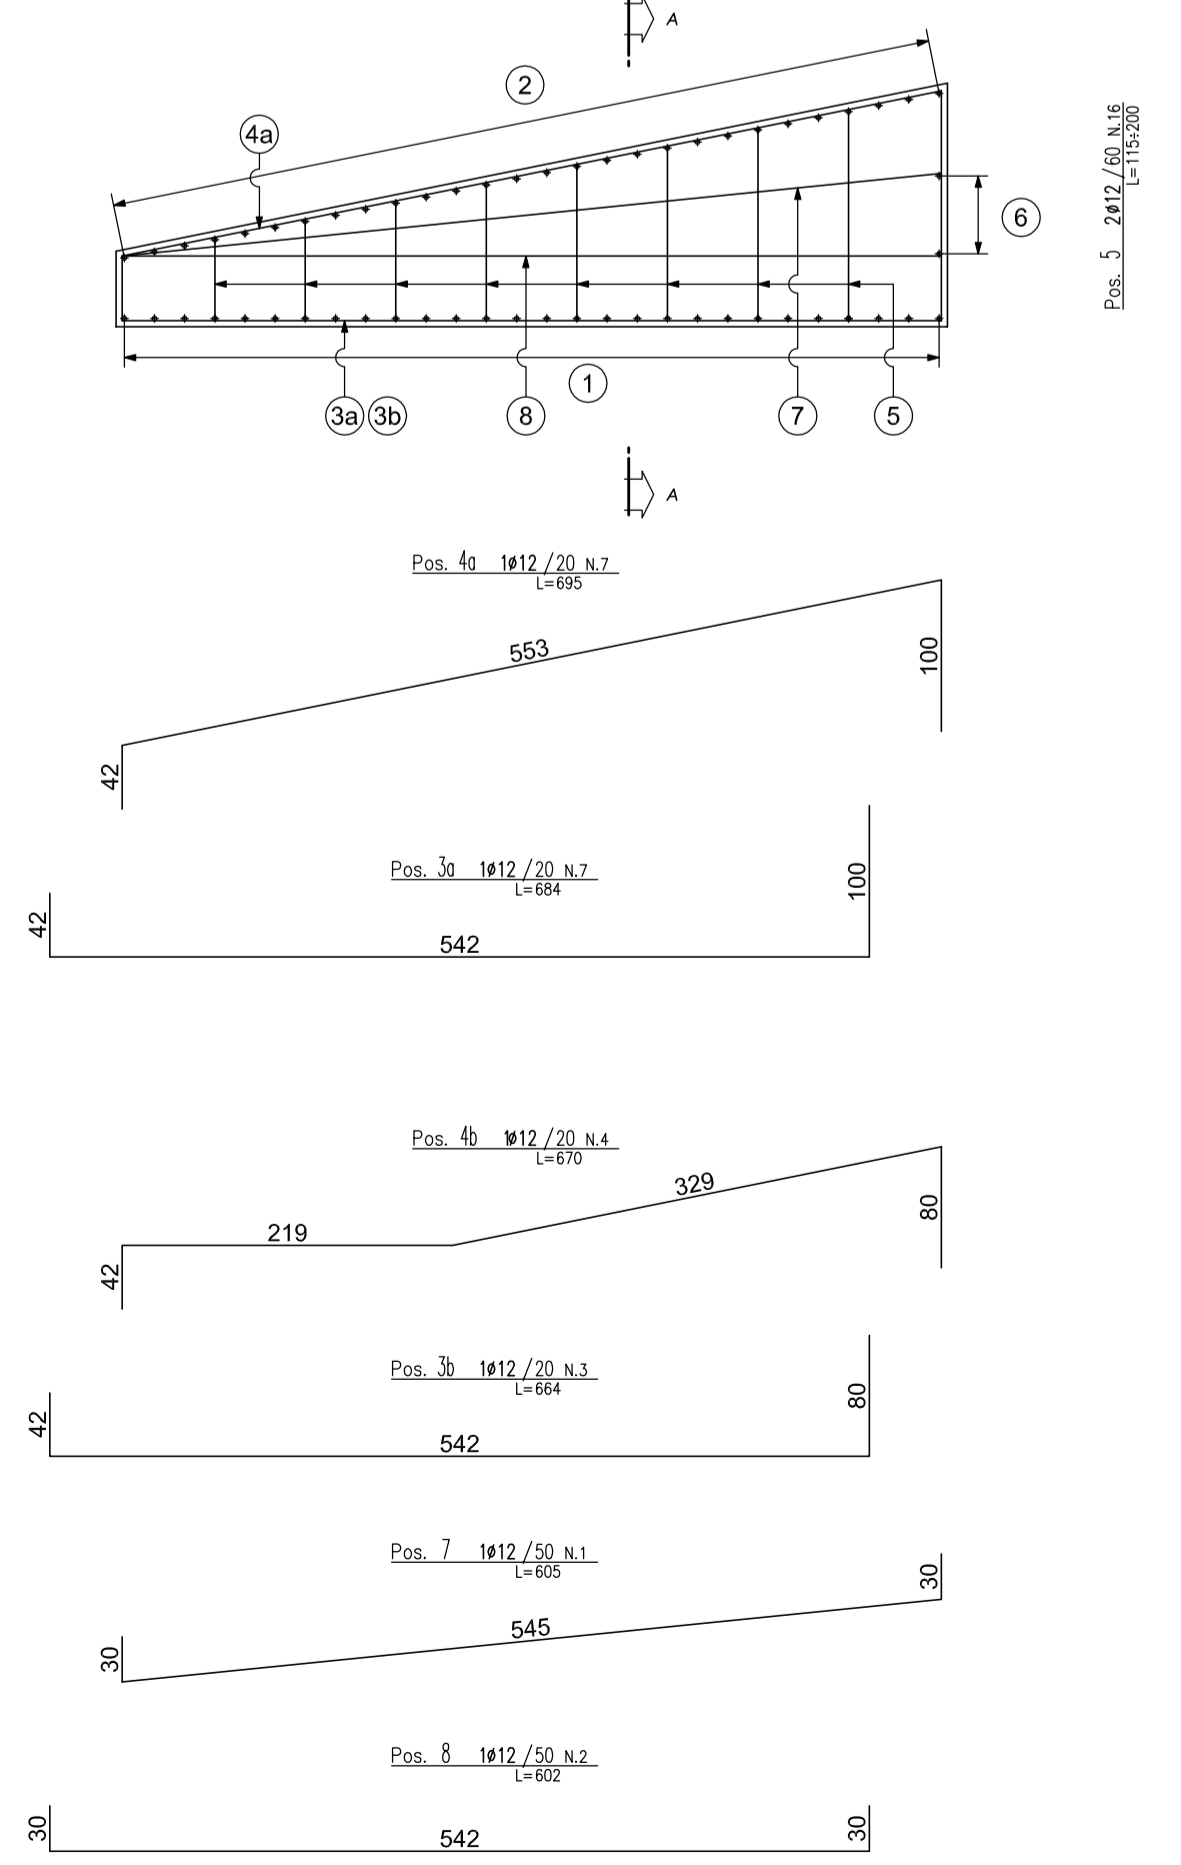 A
2
4a
6
Pos. 5 2ø12 /60 N.16
L=115÷200
1
3a 3b 8 7 5
A
Pos. 4a 1ø12 /20 N.7
L=695
553
100
42
Pos. 3a 1ø12 /20 N.7
L=684
100
42
542
Pos. 4b 1ø12 /20 N.4
L=670
329
219
80
42
Pos. 3b 1ø12 /20 N.3
L=664
80
42
542
Pos. 7 1ø12 /50 N.1
L=605
30
545
30
Pos. 8 1ø12 /50 N.2
L=602
30
542
30